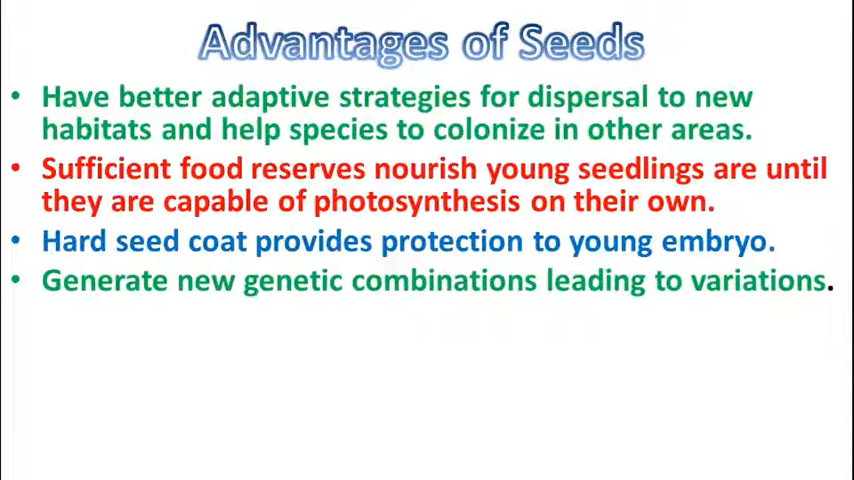 Advantages of Seeds
• Have better adaptive strategies for dispersal to new
habitats and help species to colonize in other areas.
• Sufficient food reserves nourish young seedlings are until
they are capable of photosynthesis on their own.
• Hard seed coat provides protection to young embryo.
• Generate new genetic combinations leading to variations.